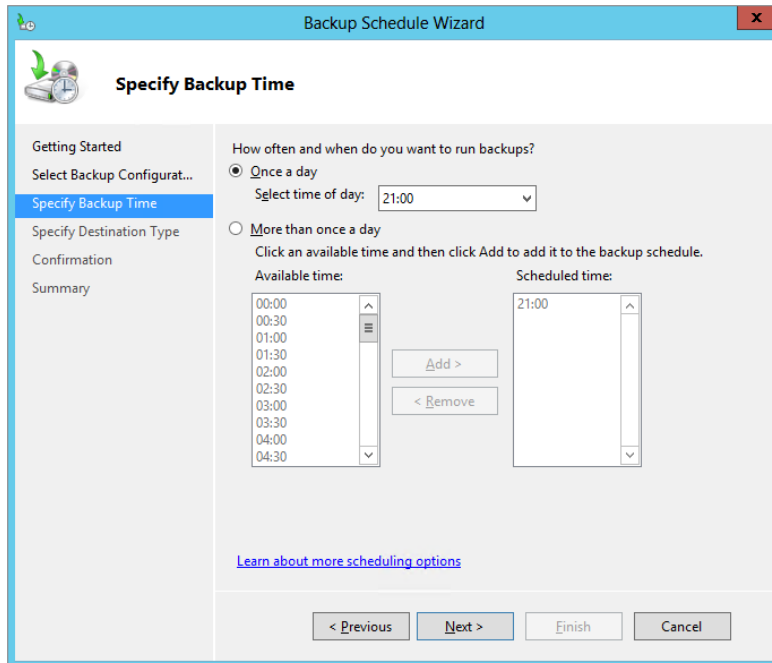 Backup Schedule Wizard
x
Specify Backup Time
Getting Started
Select Backup Configurat...
Specify Backup Time
Specify Destination Type
Confirmation
Summary
How often and when do you want to run backups?
Once a day
Select time of day:
21:00
More than once a day
Click an available time and then click Add to add it to the backup schedule.
Available time:
00:00
00:30
01:00
01:30
02:00
02:30
03:00
03:30
04:00
04:30
Add >
< Remove
Scheduled time:
21:00
Learn about more scheduling options
< Previous
Next >
Finish
Cancel